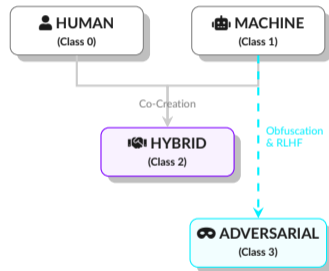 HUMAN
(Class 0)
MACHINE
(Class 1)
Co-Creation
HYBRID
(Class 2)
Obfuscation
& RLHF
ADVERSARIAL
(Class 3)